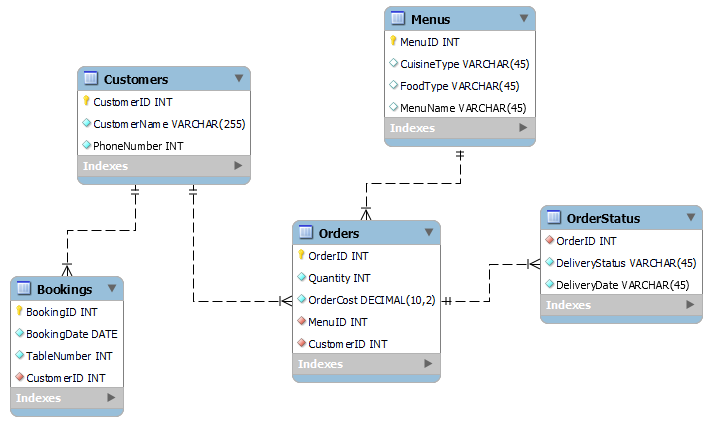 Menus
MenuID INT
CuisineType VARCHAR(45)
FoodType VARCHAR(45)
MenuName VARCHAR(45)
Indexes
Customers
CustomerID INT
CustomerName VARCHAR(255)
PhoneNumber INT
Indexes
Orders
OrderID INT
Quantity INT
OrderCost DECIMAL(10,2)
MenuID INT
CustomerID INT
Indexes
OrderStatus
OrderID INT
DeliveryStatus VARCHAR(45)
DeliveryDate VARCHAR(45)
Indexes
Bookings
BookingID INT
BookingDate DATE
TableNumber INT
CustomerID INT
Indexes